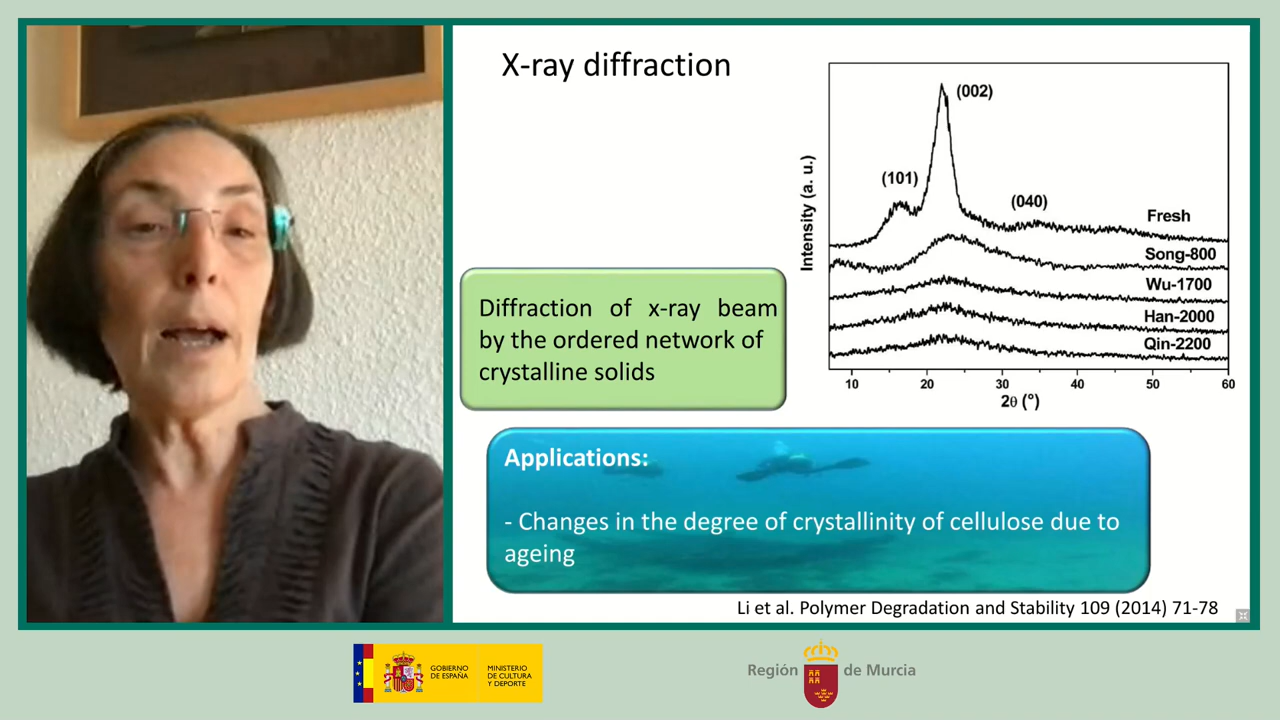 X-ray diffraction
Intensity (a. u.)
(002)
(101)
(040)
Fresh
Song-800
Wu-1700
Han-2000
Qin-2200
10 20 30 40 50 60
2θ (°)
Diffraction of x-ray beam
by the ordered network of
crystalline solids
Applications:
- Changes in the degree of crystallinity of cellulose due to
ageing
Li et al. Polymer Degradation and Stability 109 (2014) 71-78
GOBIERNO
DE ESPAÑA
MINISTERIO
DE CULTURA
Y DEPORTE
Región de Murcia